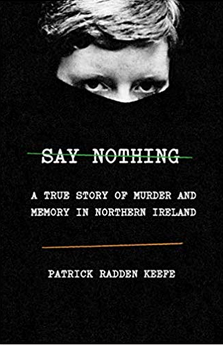 SAY NOTHING
A TRUE STORY OF MURDER AND
MEMORY IN NORTHERN IRELAND
PATRICK RADDEN KEEFE